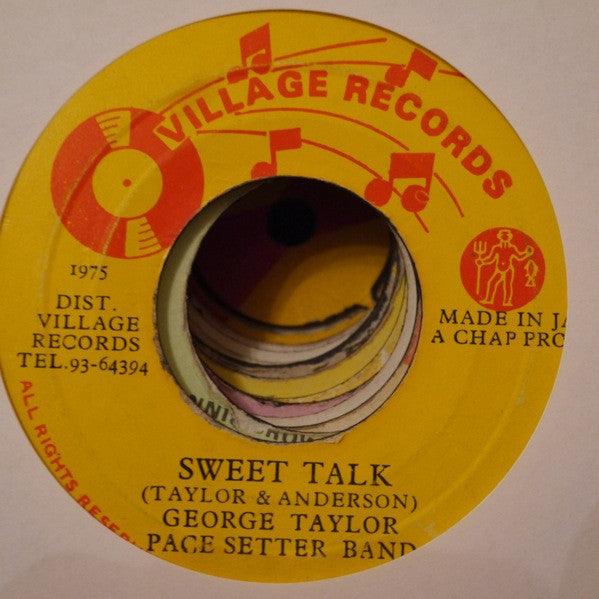 VILLAGE RECORDS
1975
DIST.
VILLAGE
RECORDS
TEL.93-64394
MADE IN JA
A CHAP PRO
ALL RIGHTS RESER
SWEET TALK
(TAYLOR & ANDERSON)
GEORGE TAYLOR
PACE SETTER BAND